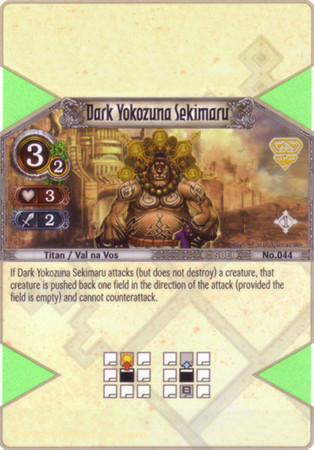 Dark Yokozuna Sekimaru
3
2
3
2
Titan / Val na Vos
No.044
If Dark Yokozuna Sekimaru attacks (but does not destroy) a creature, that
creature is pushed back one field in the direction of the attack (provided the
field is empty) and cannot counterattack.